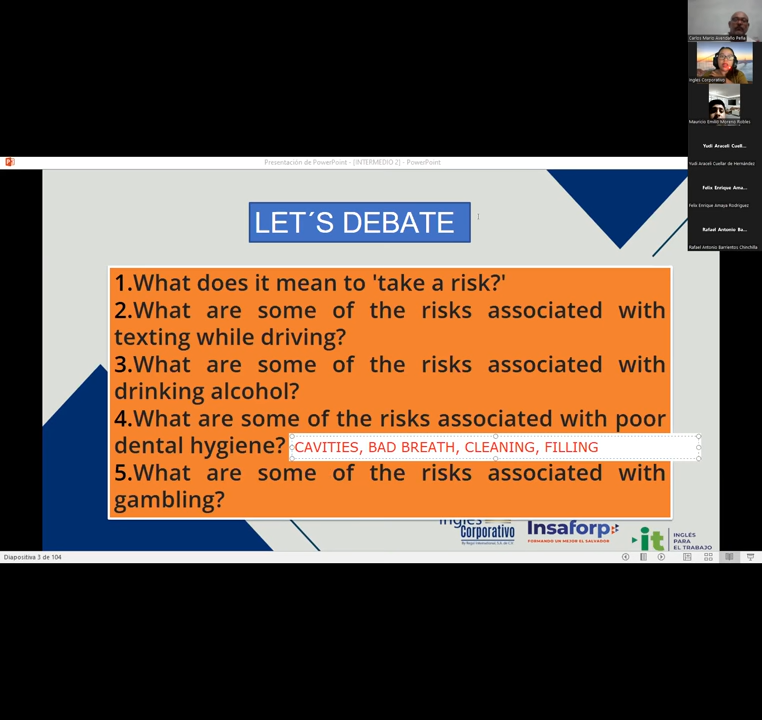 Carlos Mario Avendaño Peña
Ingles Corporativo
Mauricio Emilio Moreno Robles
Yudi Araceli Cuell...
Yudi Araceli Cuellar de Hernández
Felix Enrique Ama...
Felix Enrique Amaya Rodriguez
Rafael Antonio Ba...
Rafael Antonio Barrientos Chinchilla
Presentación de PowerPoint - [INTERMEDIO 2] - PowerPoint
LET´S DEBATE
1.What does it mean to 'take a risk?'
2.What are some of the risks associated with
texting while driving?
3.What are some of the risks associated with
drinking alcohol?
4.What are some of the risks associated with poor
dental hygiene? CAVITIES, BAD BREATH, CLEANING, FILLING
5.What are some of the risks associated with
gambling?
Inglés
Corporativo
Insaforp
FORMANDO UN MEJOR EL SALVADOR
it
INGLÉS
PARA
EL TRABAJO
Diapositiva 3 de 104